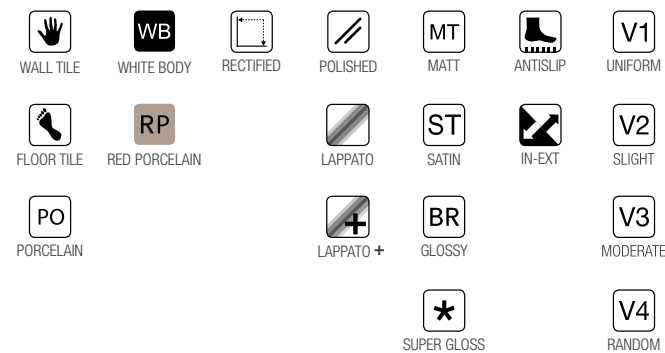 WB MT V1
WALL TILE WHITE BODY RECTIFIED POLISHED MATT ANTISLIP UNIFORM
RP ST V2
FLOOR TILE RED PORCELAIN LAPPATO SATIN IN-EXT SLIGHT
PO BR V3
PORCELAIN LAPPATO + GLOSSY MODERATE
V4
SUPER GLOSS RANDOM